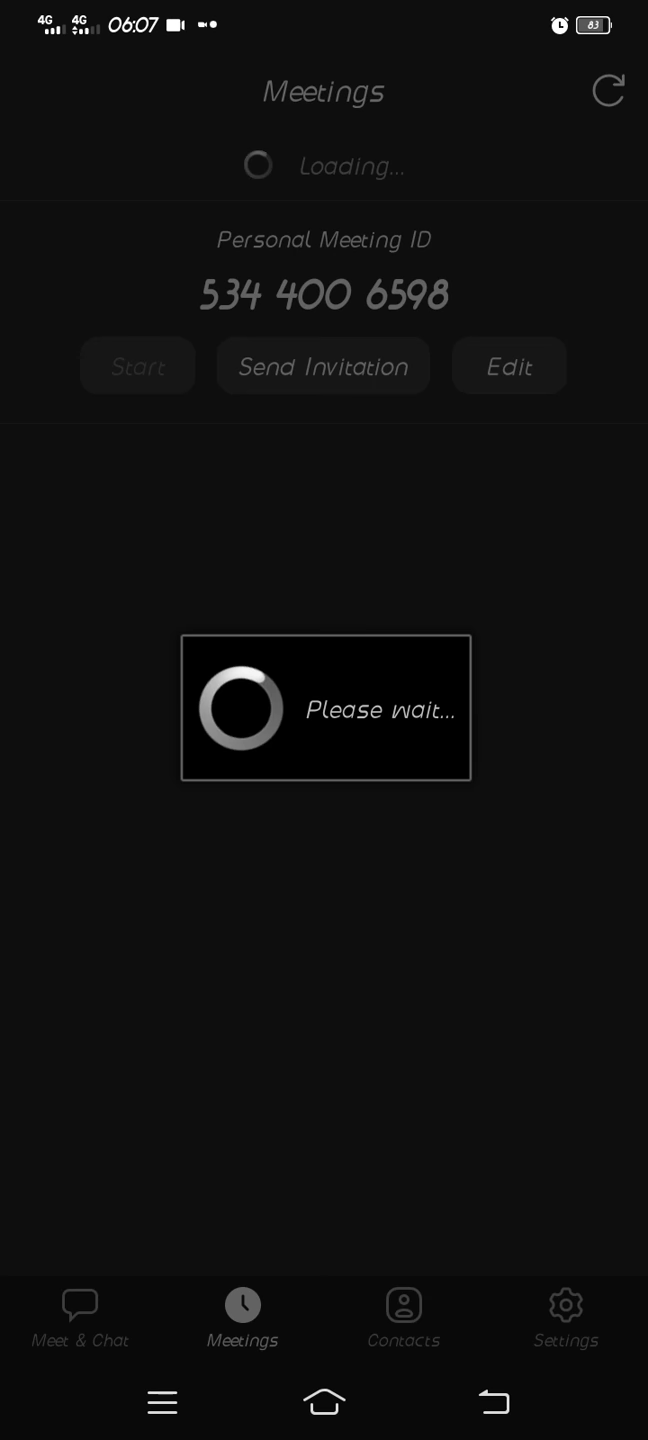 4G 4G 06:07 83
Meetings
Loading...
Personal Meeting ID
534 400 6598
Start Send Invitation Edit
Please wait...
Meet & Chat Meetings Contacts Settings